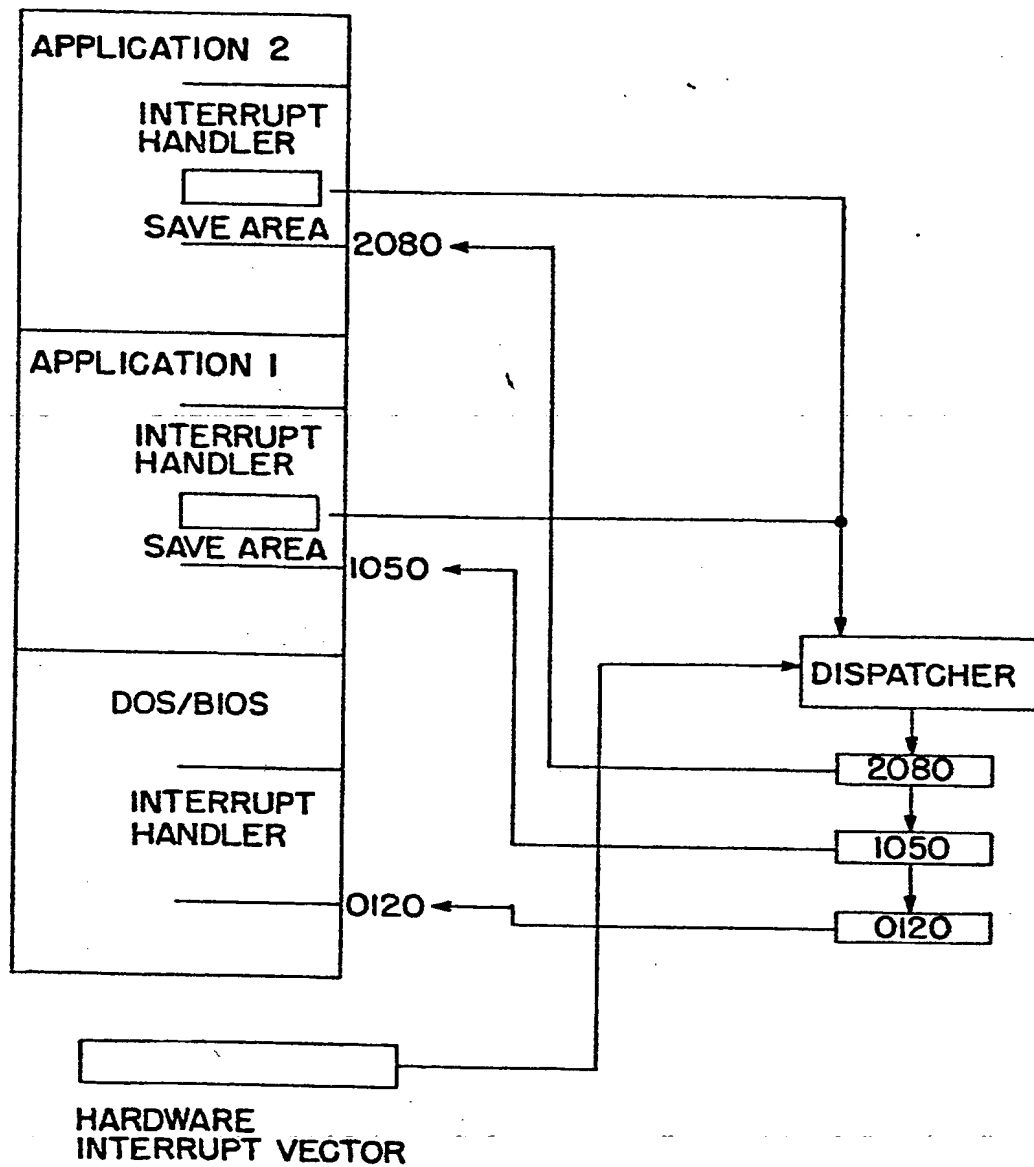 APPLICATION 2
INTERRUPT
HANDLER
SAVE AREA
2080
APPLICATION 1
INTERRUPT
HANDLER
SAVE AREA
1050
DOS/BIOS
INTERRUPT
HANDLER
0120
DISPATCHER
2080
1050
0120
HARDWARE
INTERRUPT VECTOR